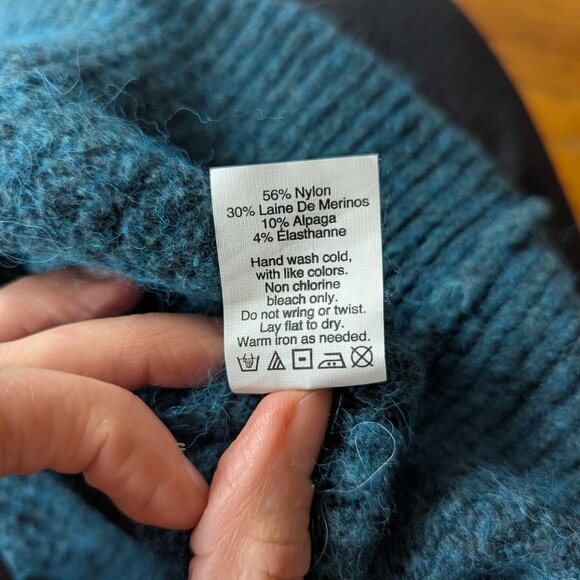 56% Nylon
30% Laine De Merinos
10% Alpaga
4% Élasthanne
Hand wash cold,
with like colors.
Non chlorine
bleach only.
Do not wring or twist.
Lay flat to dry.
Warm iron as needed.